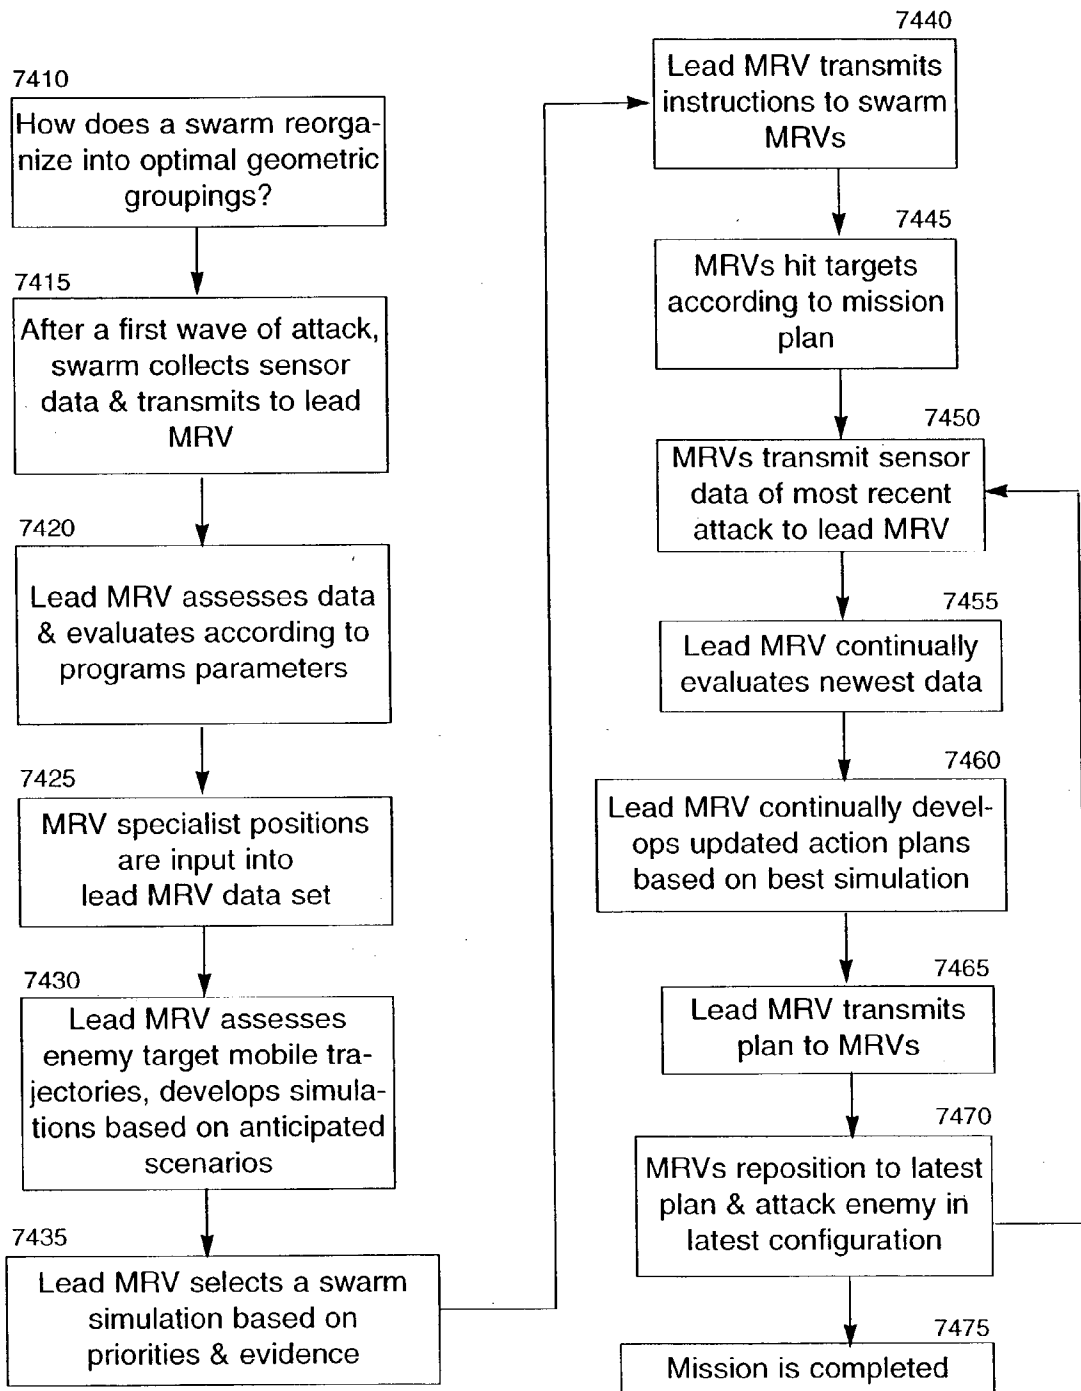 7410
How does a swarm reorga-
nize into optimal geometric
groupings?
7415
After a first wave of attack,
swarm collects sensor
data & transmits to lead
MRV
7420
Lead MRV assesses data
& evaluates according to
programs parameters
7425
MRV specialist positions
are input into
lead MRV data set
7430
Lead MRV assesses
enemy target mobile tra-
jectories, develops simula-
tions based on anticipated
scenarios
7435
Lead MRV selects a swarm
simulation based on
priorities & evidence
7440
Lead MRV transmits
instructions to swarm
MRVs
7445
MRVs hit targets
according to mission
plan
7450
MRVs transmit sensor
data of most recent
attack to lead MRV
7455
Lead MRV continually
evaluates newest data
7460
Lead MRV continually devel-
ops updated action plans
based on best simulation
7465
Lead MRV transmits
plan to MRVs
7470
MRVs reposition to latest
plan & attack enemy in
latest configuration
7475
Mission is completed